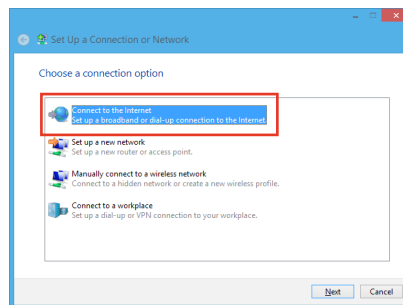 Set Up a Connection or Network
Choose a connection option
Connect to the Internet
Set up a broadband or dial-up connection to the Internet.
Set up a new network
Set up a new router or access point.
Manually connect to a wireless network
Connect to a hidden network or create a new wireless profile.
Connect to a workplace
Set up a dial-up or VPN connection to your workplace.
Next Cancel